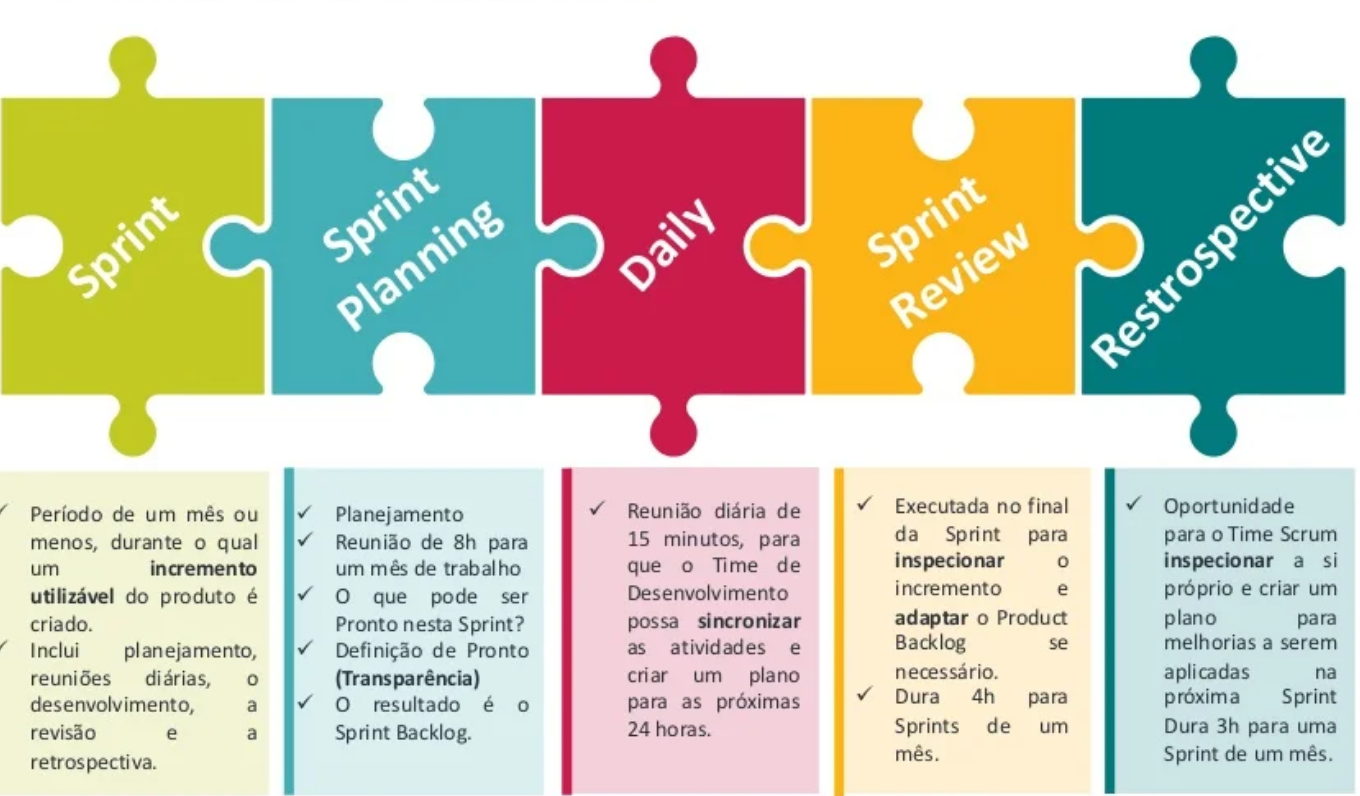 Sprint
Sprint
Planning
Daily
Sprint
Review
Restrospective
✓ Período de um mês ou
menos, durante o qual
um incremento
utilizável do produto é
criado.
✓ Inclui planejamento,
reuniões diárias, o
desenvolvimento, a
revisão e a
retrospectiva.
✓ Planejamento
✓ Reunião de 8h para
um mês de trabalho
✓ O que pode ser
Pronto nesta Sprint?
✓ Definição de Pronto
(Transparência)
✓ O resultado é o
Sprint Backlog.
✓ Reunião diária de
15 minutos, para
que o Time de
Desenvolvimento
possa sincronizar
as atividades e
criar um plano
para as próximas
24 horas.
✓ Executada no final
da Sprint para
inspecionar o
incremento e
adaptar o Product
Backlog se
necessário.
✓ Dura 4h para
Sprints de um
mês.
✓ Oportunidade
para o Time Scrum
inspecionar a si
próprio e criar um
plano para
melhorias a serem
aplicadas na
próxima Sprint
Dura 3h para uma
Sprint de um mês.